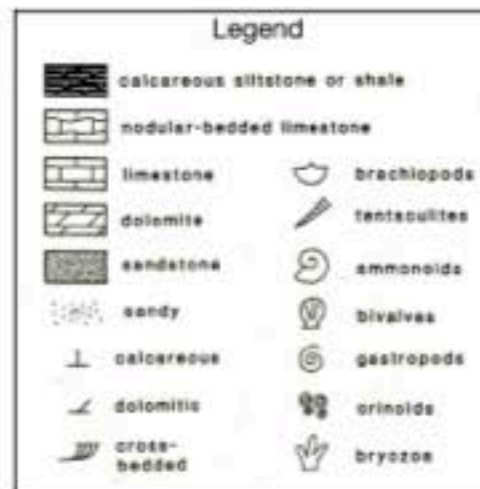 Legend
calcareous siltstone or shale
nodular-bedded limestone
limestone
dolomite
sandstone
sandy
calcareous
dolomitic
cross-
bedded
brachiopods
tentaculites
ammonoids
bivalves
gastropods
crinoids
bryozoa